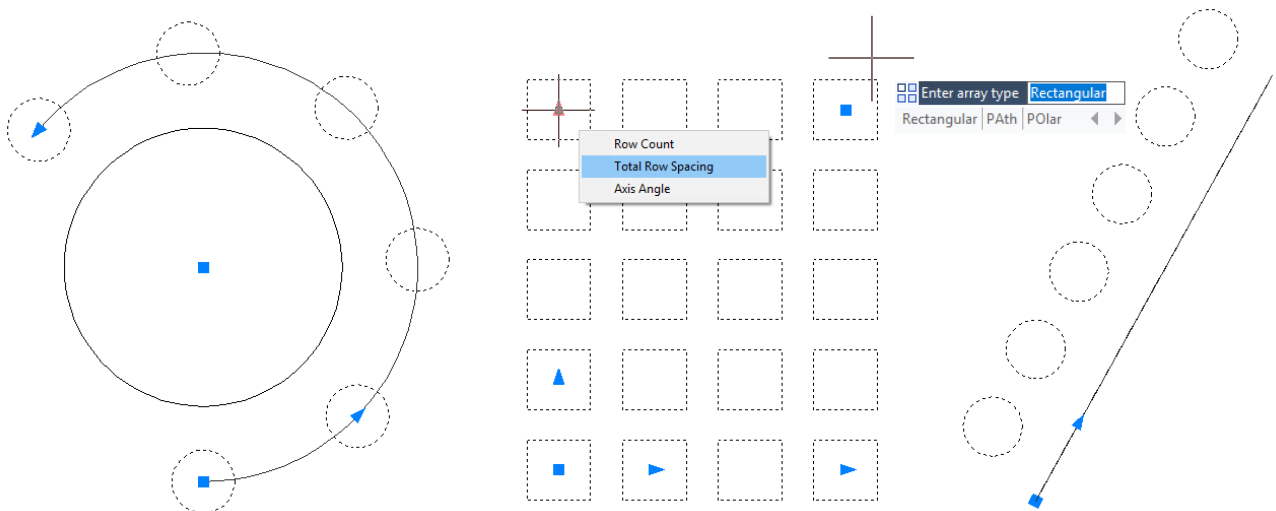 Enter array type Rectangular
Rectangular PAth POlar
Row Count
Total Row Spacing
Axis Angle